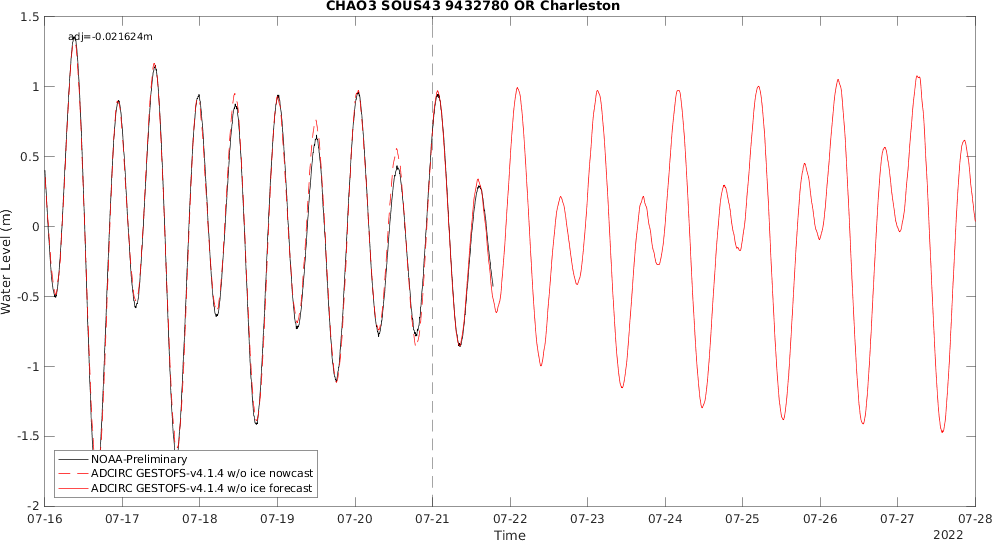 CHAO3 SOUS43 9432780 OR Charleston
adj=-0.021624m
1.5
1
0.5
0
-0.5
-1
-1.5
-2
Water Level (m)
NOAA-Preliminary
ADCIRC GESTOFS-v4.1.4 w/o ice nowcast
ADCIRC GESTOFS-v4.1.4 w/o ice forecast
07-16 07-17 07-18 07-19 07-20 07-21 07-22 07-23 07-24 07-25 07-26 07-27 07-28
Time
2022